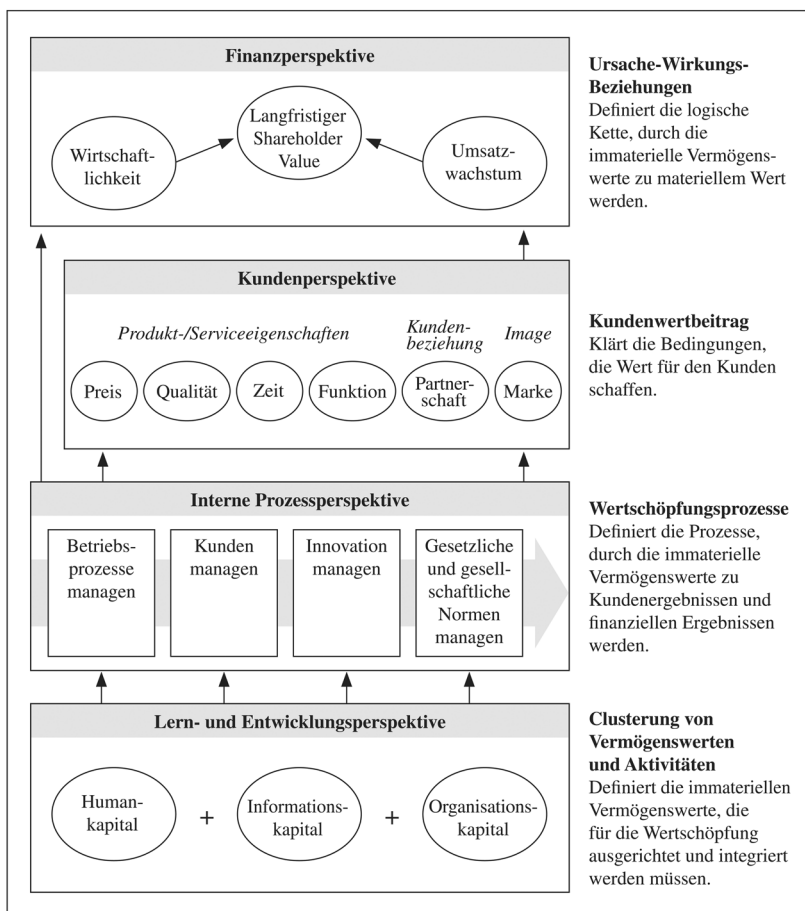 Finanzperspektive
Wirtschaft-
lichkeit
Langfristiger
Shareholder
Value
Umsatz-
wachstum
Ursache-Wirkungs-
Beziehungen
Definiert die logische
Kette, durch die
immaterielle Vermögens-
werte zu materiellem Wert
werden.
Kundenperspektive
Produkt-/Serviceeigenschaften
Kunden-
beziehung
Image
Preis
Qualität
Zeit
Funktion
Partner-
schaft
Marke
Kundenwertbeitrag
Klärt die Bedingungen,
die Wert für den Kunden
schaffen.
Interne Prozessperspektive
Betriebs-
prozesse
managen
Kunden
managen
Innovation
managen
Gesetzliche
und gesell-
schaftliche
Normen
managen
Wertschöpfungsprozesse
Definiert die Prozesse,
durch die immaterielle
Vermögenswerte zu
Kundenergebnissen und
finanziellen Ergebnissen
werden.
Lern- und Entwicklungsperspektive
Human-
kapital
+
Informations-
kapital
+
Organisations-
kapital
Clusterung von
Vermögenswerten
und Aktivitäten
Definiert die immateriellen
Vermögenswerte, die
für die Wertschöpfung
ausgerichtet und integriert
werden müssen.